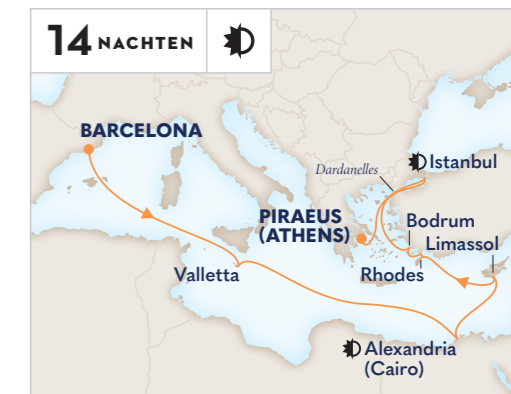 14 NACHTEN
BARCELONA
Dardanelles
Istanbul
PIRAEUS
(ATHENS)
Bodrum
Limassol
Valletta
Rhodes
Alexandria
(Cairo)